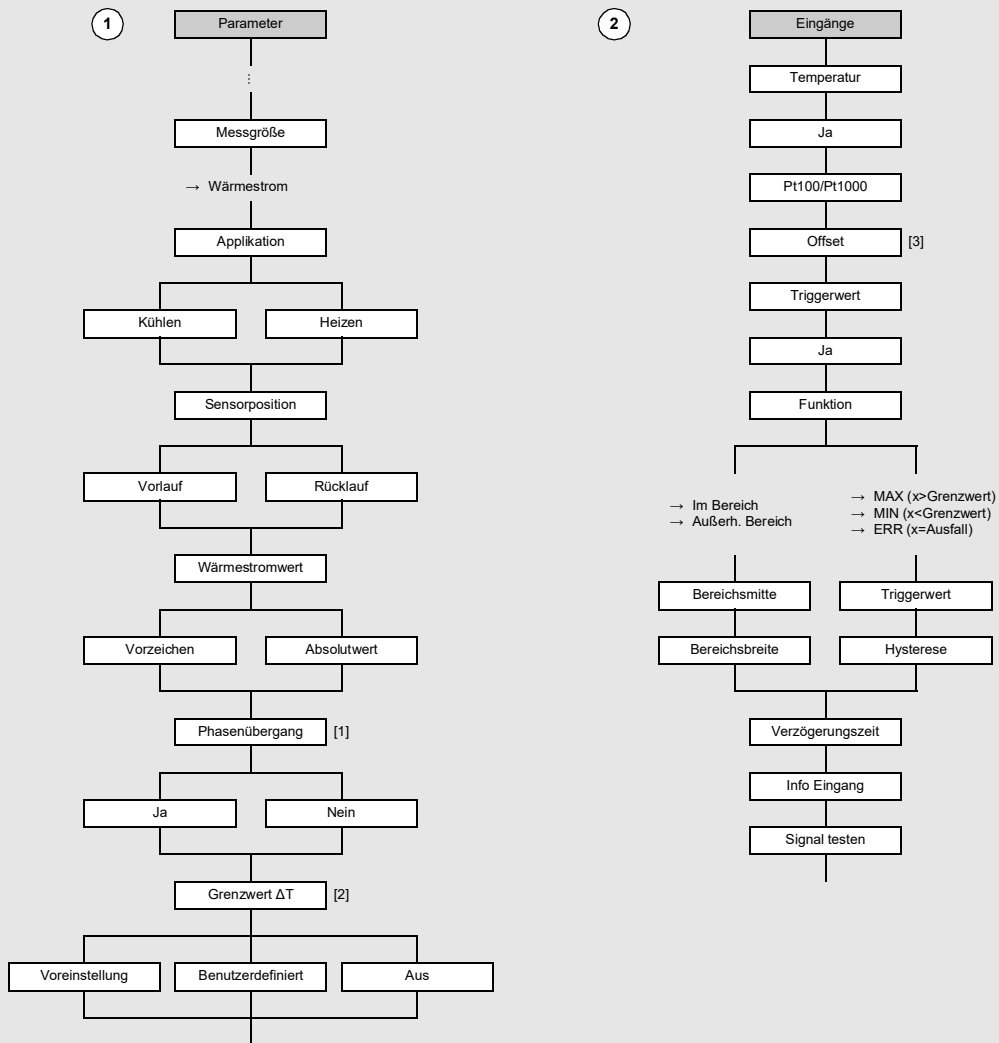 1
Parameter
⋮
Messgröße
→ Wärmestrom
Applikation
Kühlen
Heizen
Sensorposition
Vorlauf
Rücklauf
Wärmestromwert
Vorzeichen
Absolutwert
Phasenübergang [1]
Ja
Nein
Grenzwert ΔT [2]
Voreinstellung
Benutzerdefiniert
Aus
2
Eingänge
Temperatur
Ja
Pt100/Pt1000
Offset [3]
Triggerwert
Ja
Funktion
→ Im Bereich
→ Außerh. Bereich
→ MAX (x>Grenzwert)
→ MIN (x<Grenzwert)
→ ERR (x=Ausfall)
Bereichsmitte
Triggerwert
Bereichsbreite
Hysterese
Verzögerungszeit
Info Eingang
Signal testen